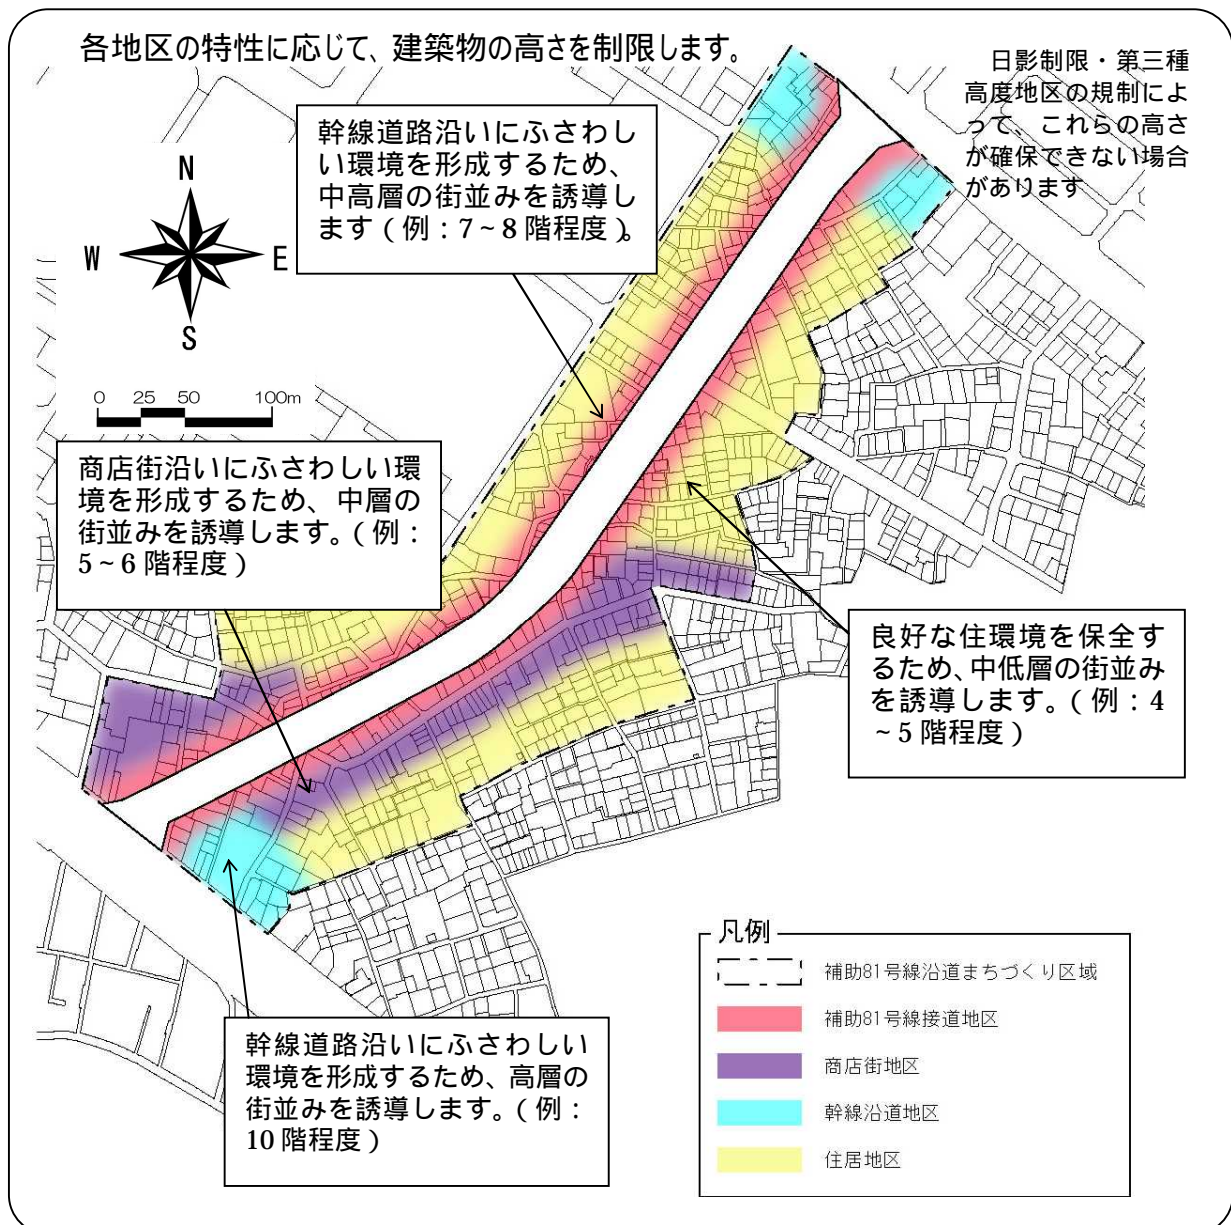 各地区の特性に応じて、建築物の高さを制限します。
日影制限・第三種
高度地区の規制によ
って、これらの高さ
が確保できない場合
があります
幹線道路沿いにふさわし
い環境を形成するため、
中高層の街並みを誘導し
ます（例：7~8階程度）。
N
W
E
S
0 25 50 100m
商店街沿いにふさわしい環
境を形成するため、中層の
街並みを誘導します。（例：
5~6階程度）
良好な住環境を保全す
るため、中低層の街並み
を誘導します。（例：4
~5階程度）
幹線道路沿いにふさわしい
環境を形成するため、高層の
街並みを誘導します。（例：
10階程度）
凡例
補助81号線沿道まちづくり区域
補助81号線接道地区
商店街地区
幹線沿道地区
住居地区